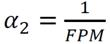 α₂ = 1/FPM